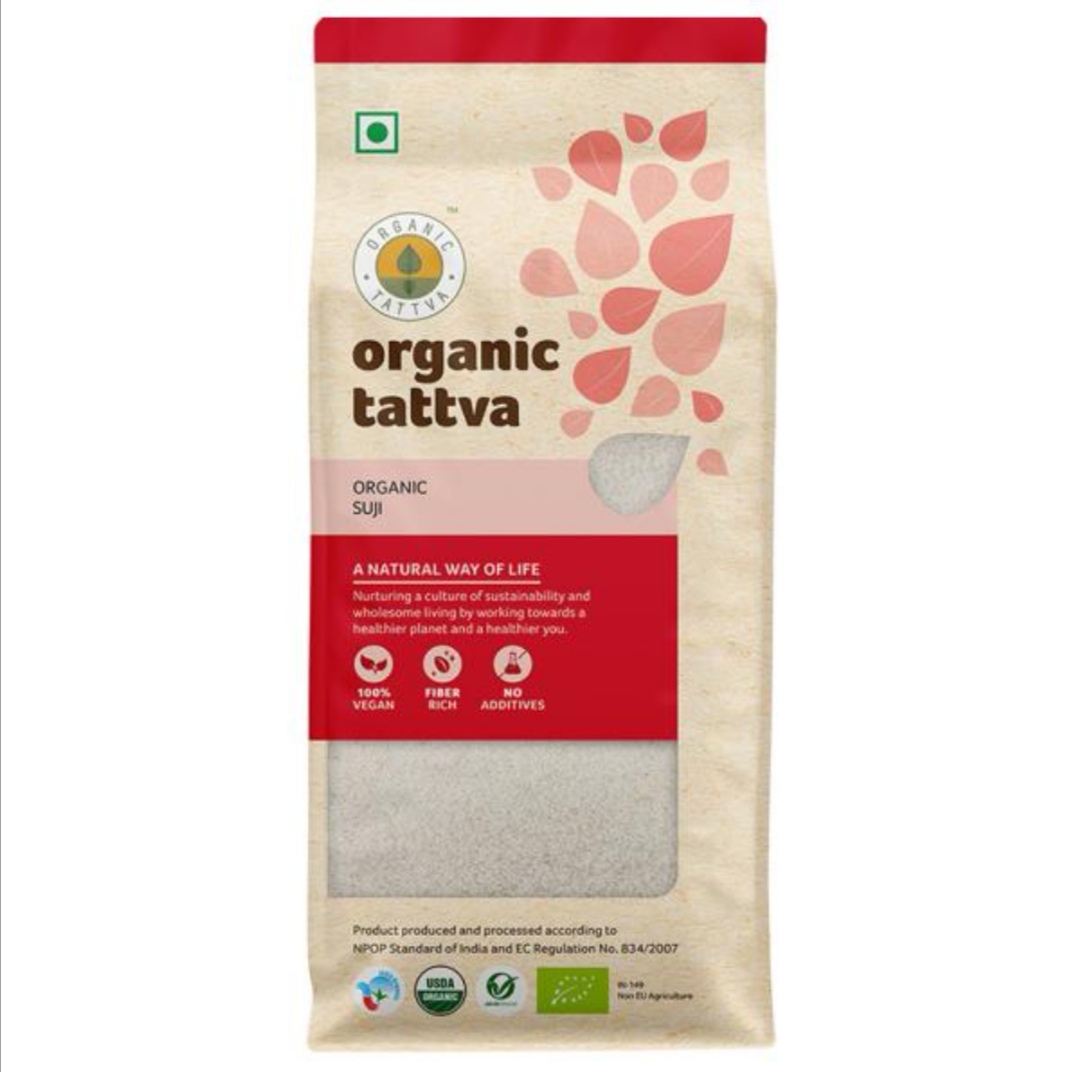 TM
ORGANIC
TATTVA
organic
tattva
ORGANIC
SUJI
A NATURAL WAY OF LIFE
Nurturing a culture of sustainability and
wholesome living by working towards a
healthier planet and a healthier you.
100%
VEGAN
FIBER
RICH
NO
ADDITIVES
Product produced and processed according to
NPOP Standard of India and EC Regulation No. 834/2007
USDA
ORGANIC
Non EU Agriculture